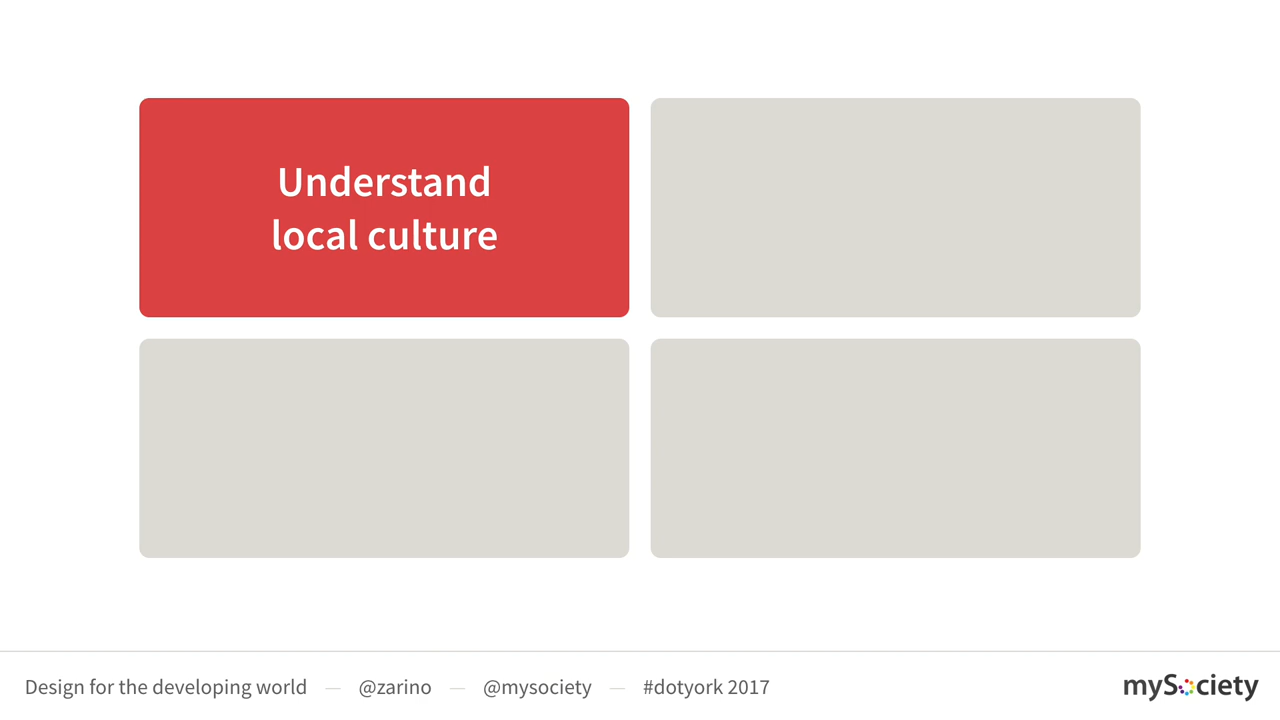 Understand
local culture
Design for the developing world — @zarino — @mysociety — #dotyork 2017
mySociety